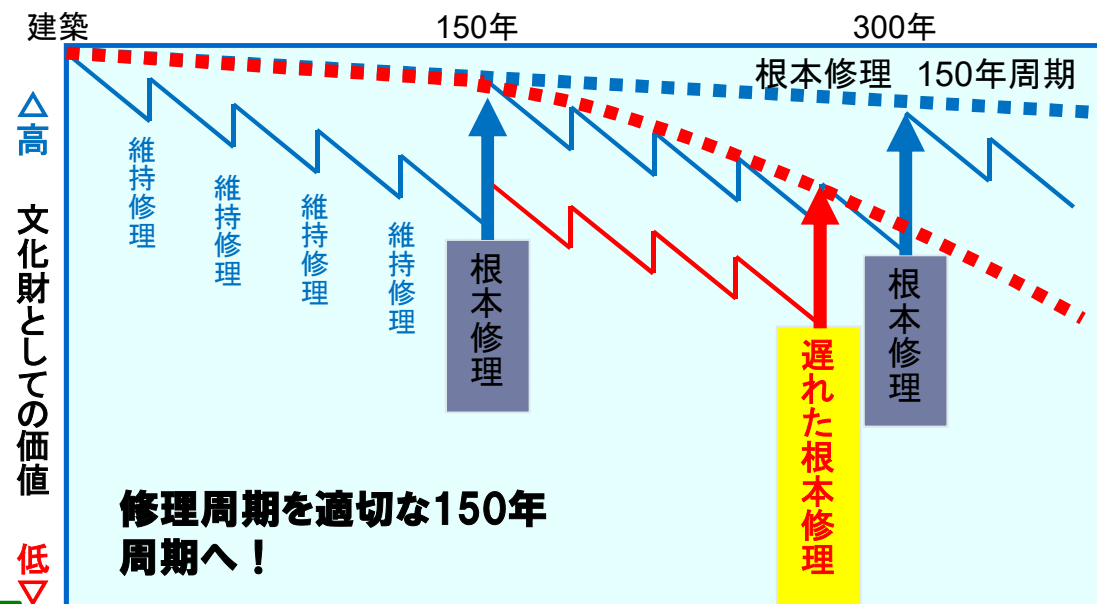 建築
150年
300年
根本修理 150年周期
△高 文化財としての価値 低▽
維持修理
維持修理
維持修理
維持修理
根本修理
遅れた根本修理
根本修理
修理周期を適切な150年
周期へ！